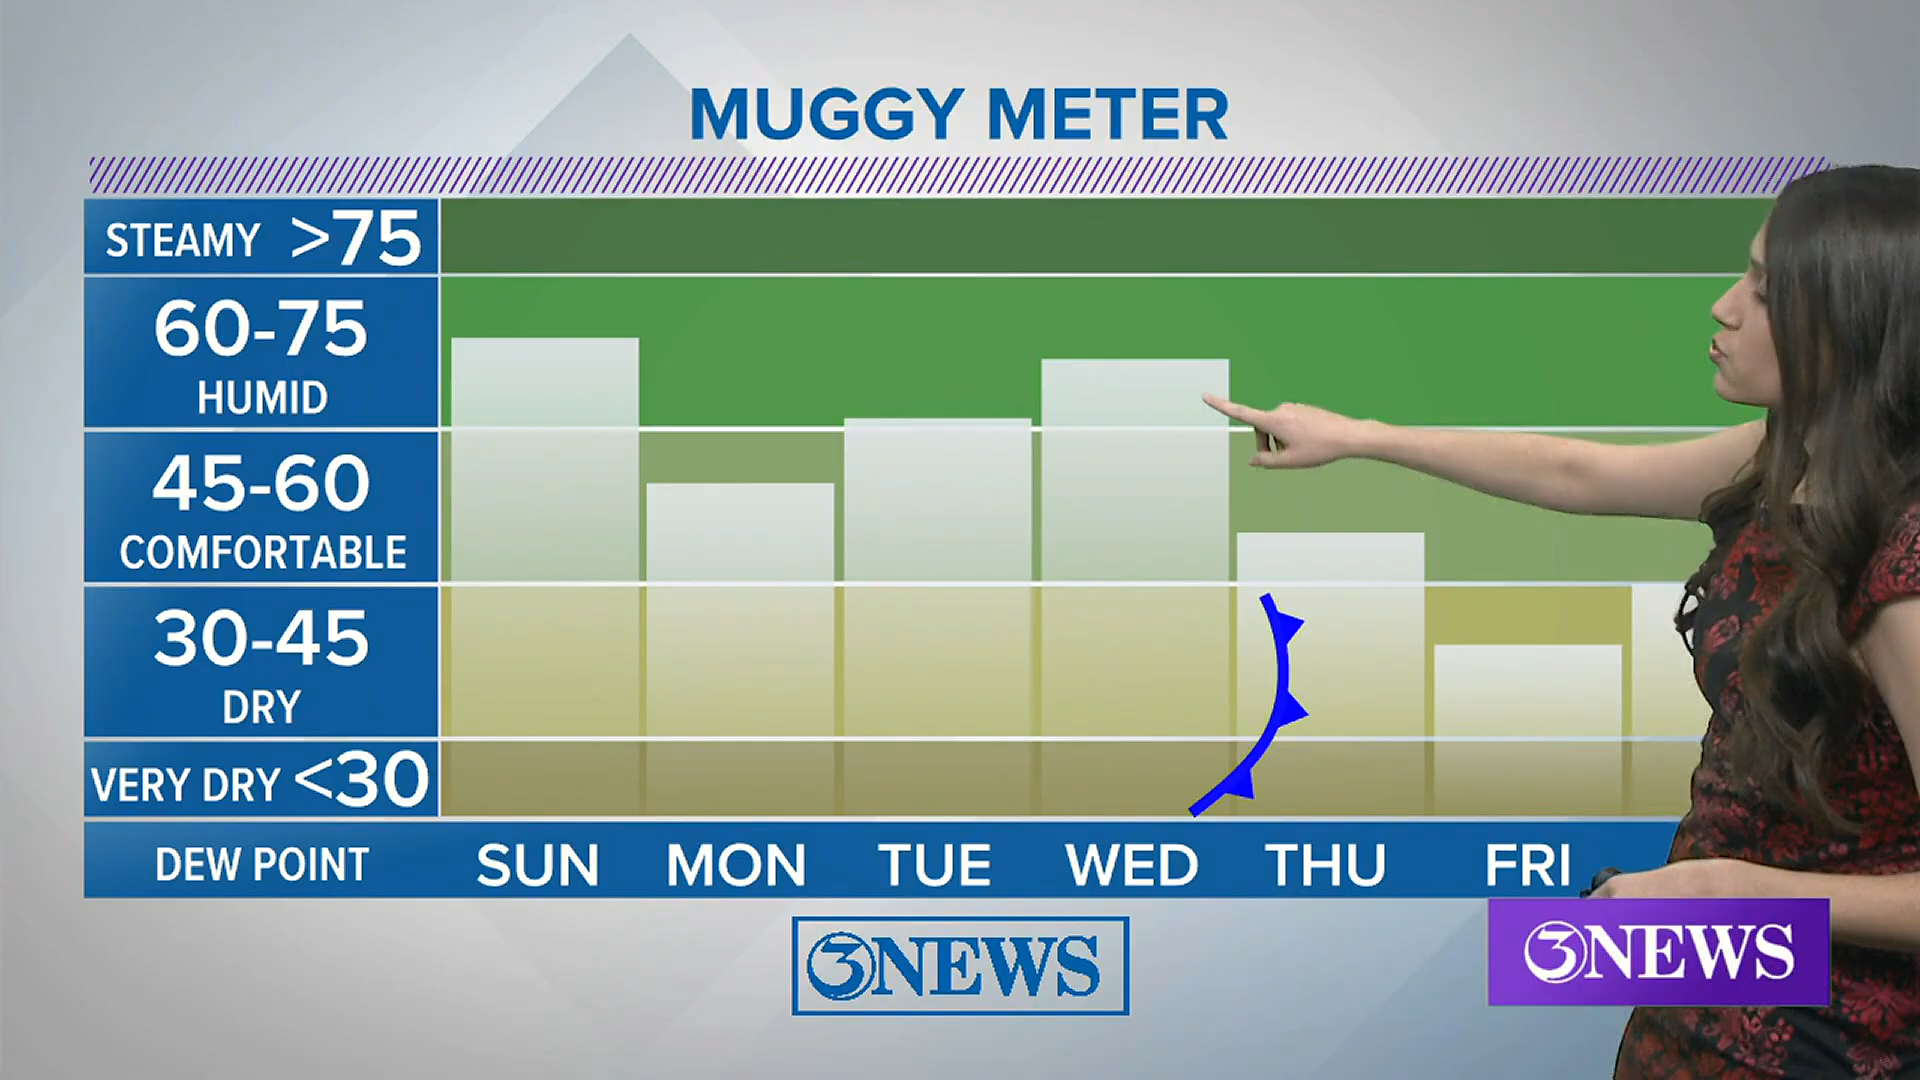 MUGGY METER
STEAMY >75
60-75
HUMID
45-60
COMFORTABLE
30-45
DRY
VERY DRY <30
DEW POINT SUN MON TUE WED THU FRI
3NEWS
3NEWS